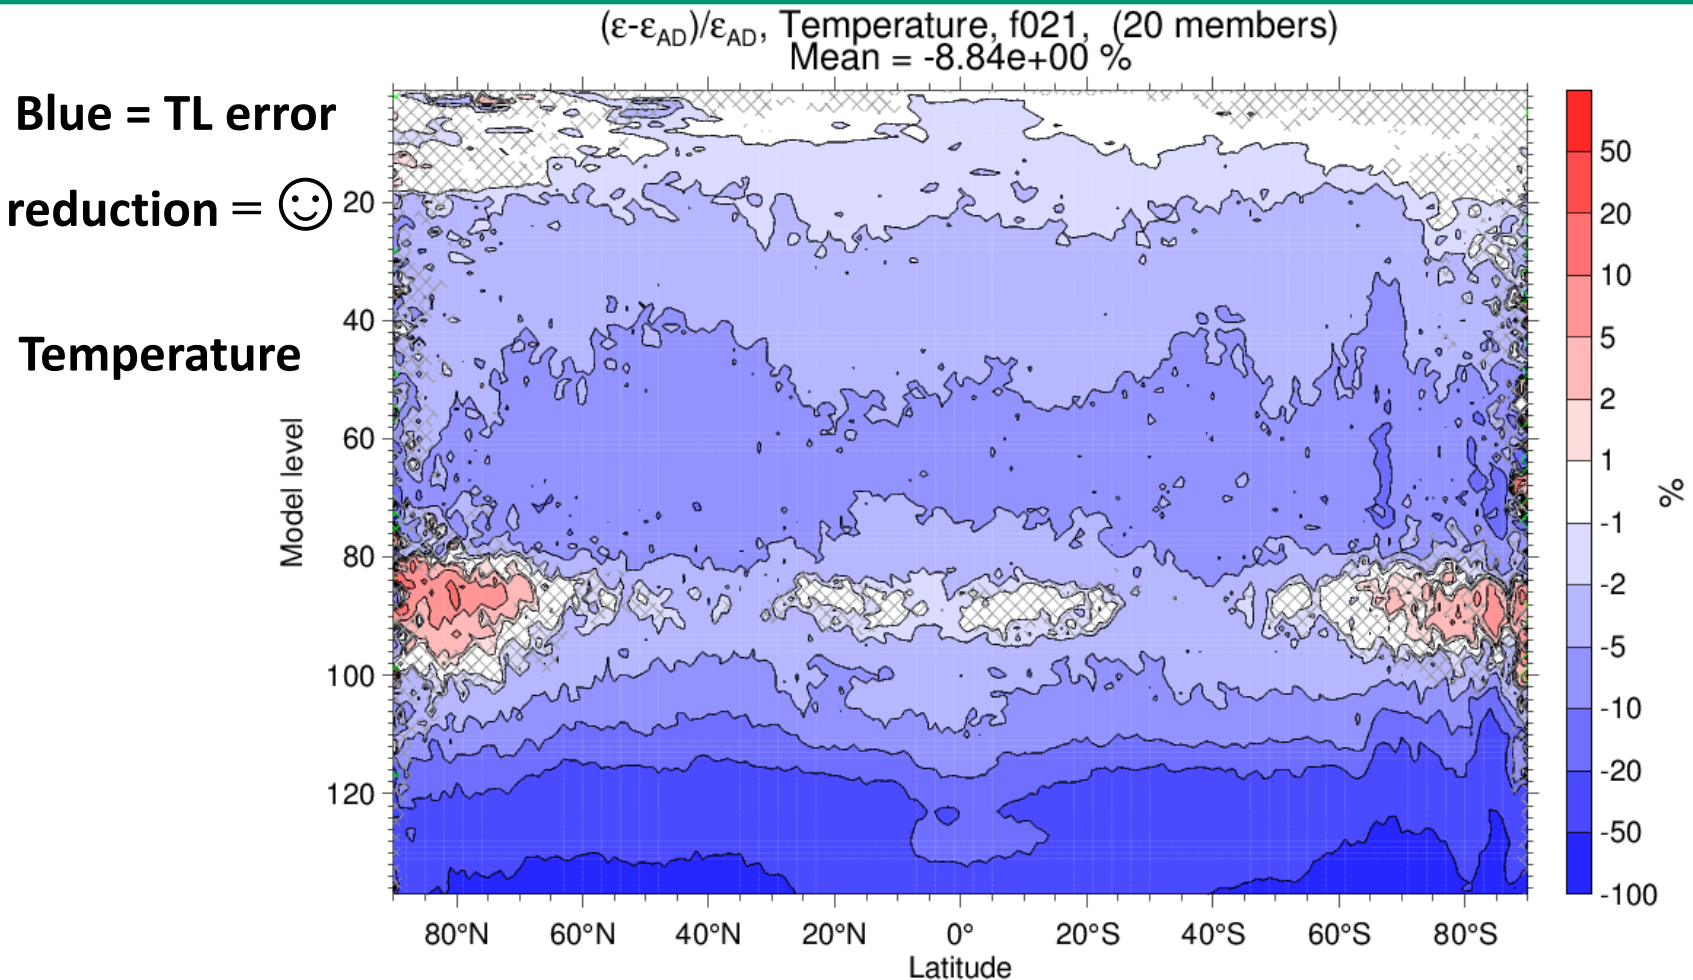 (ε-εAD)/εAD, Temperature, f021, (20 members)
Mean = -8.84e+00 %
Blue = TL error
reduction = ☺
Temperature
Model level
20
40
60
80
100
120
80°N 60°N 40°N 20°N 0° 20°S 40°S 60°S 80°S
Latitude
50
20
10
5
2
1
-1
-2
-5
-10
-20
-50
-100
%